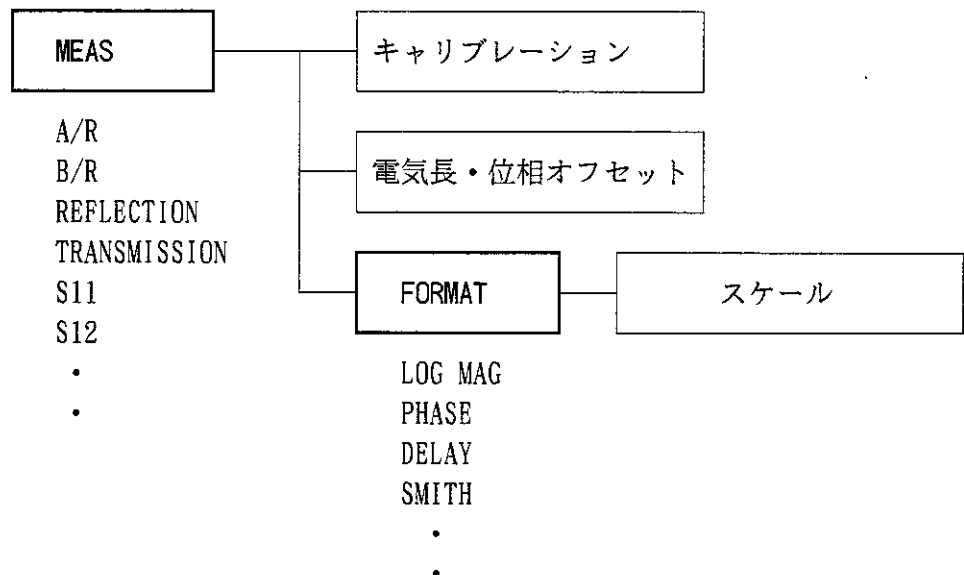 MEAS
キャリブレーション
A/R
B/R
REFLECTION
TRANSMISSION
S11
S12
・
・
電気長・位相オフセット
FORMAT
スケール
LOG MAG
PHASE
DELAY
SMITH
・
・